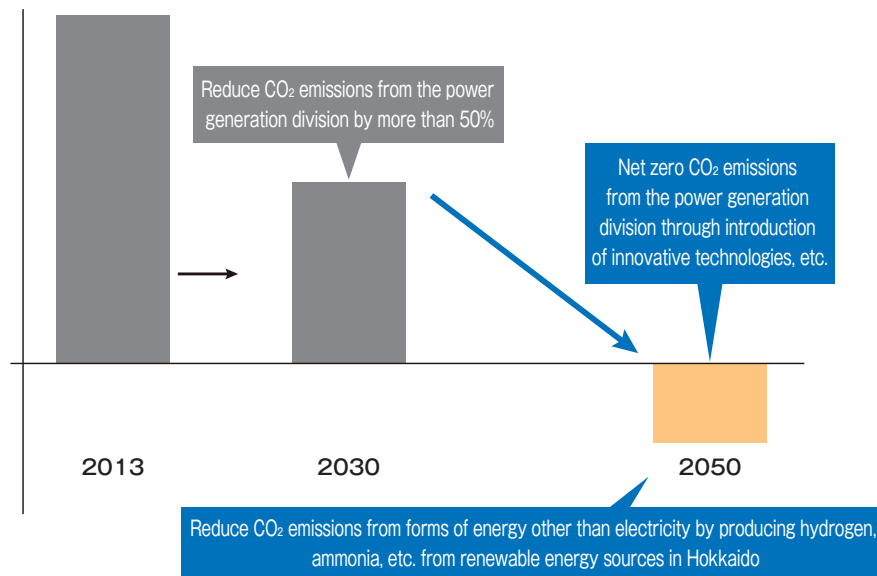 Reduce CO₂ emissions from the power
generation division by more than 50%
Net zero CO₂ emissions
from the power generation
division through introduction
of innovative technologies, etc.
2013
2030
2050
Reduce CO₂ emissions from forms of energy other than electricity by producing hydrogen,
ammonia, etc. from renewable energy sources in Hokkaido